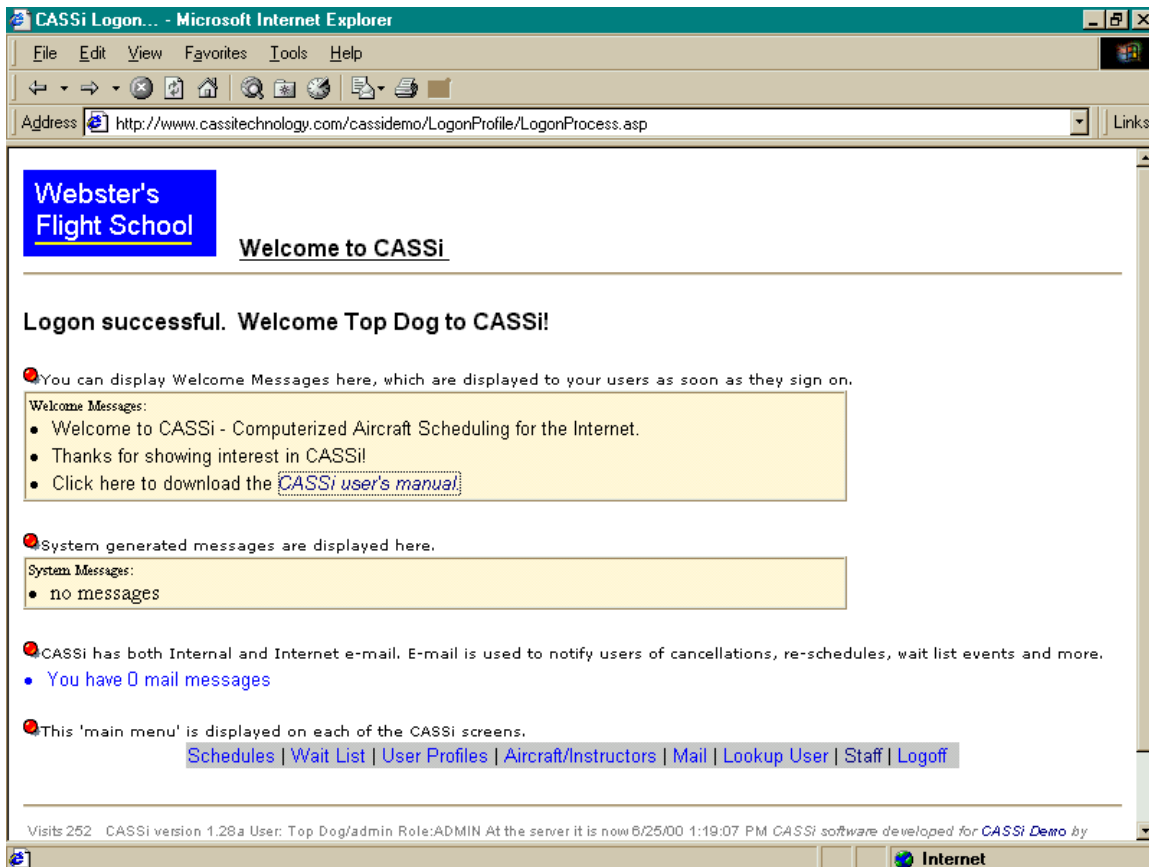 CASSi Logon... - Microsoft Internet Explorer
File Edit View Favorites Tools Help
Address http://www.cassitechnology.com/cassidemo/LogonProfile/LogonProcess.asp Links
Webster's
Flight School
Welcome to CASSi
Logon successful. Welcome Top Dog to CASSi!
You can display Welcome Messages here, which are displayed to your users as soon as they sign on.
Welcome Messages:
• Welcome to CASSi - Computerized Aircraft Scheduling for the Internet.
• Thanks for showing interest in CASSi!
• Click here to download the CASSi user's manual.
System generated messages are displayed here.
System Messages:
• no messages
CASSi has both Internal and Internet e-mail. E-mail is used to notify users of cancellations, re-schedules, wait list events and more.
• You have 0 mail messages
This 'main menu' is displayed on each of the CASSi screens.
Schedules | Wait List | User Profiles | Aircraft/Instructors | Mail | Lookup User | Staff | Logoff
Visits 252 CASSi version 1.28a User: Top Dog/admin Role:ADMIN At the server it is now 6/25/00 1:19:07 PM CASSi software developed for CASSi Demo by
Internet